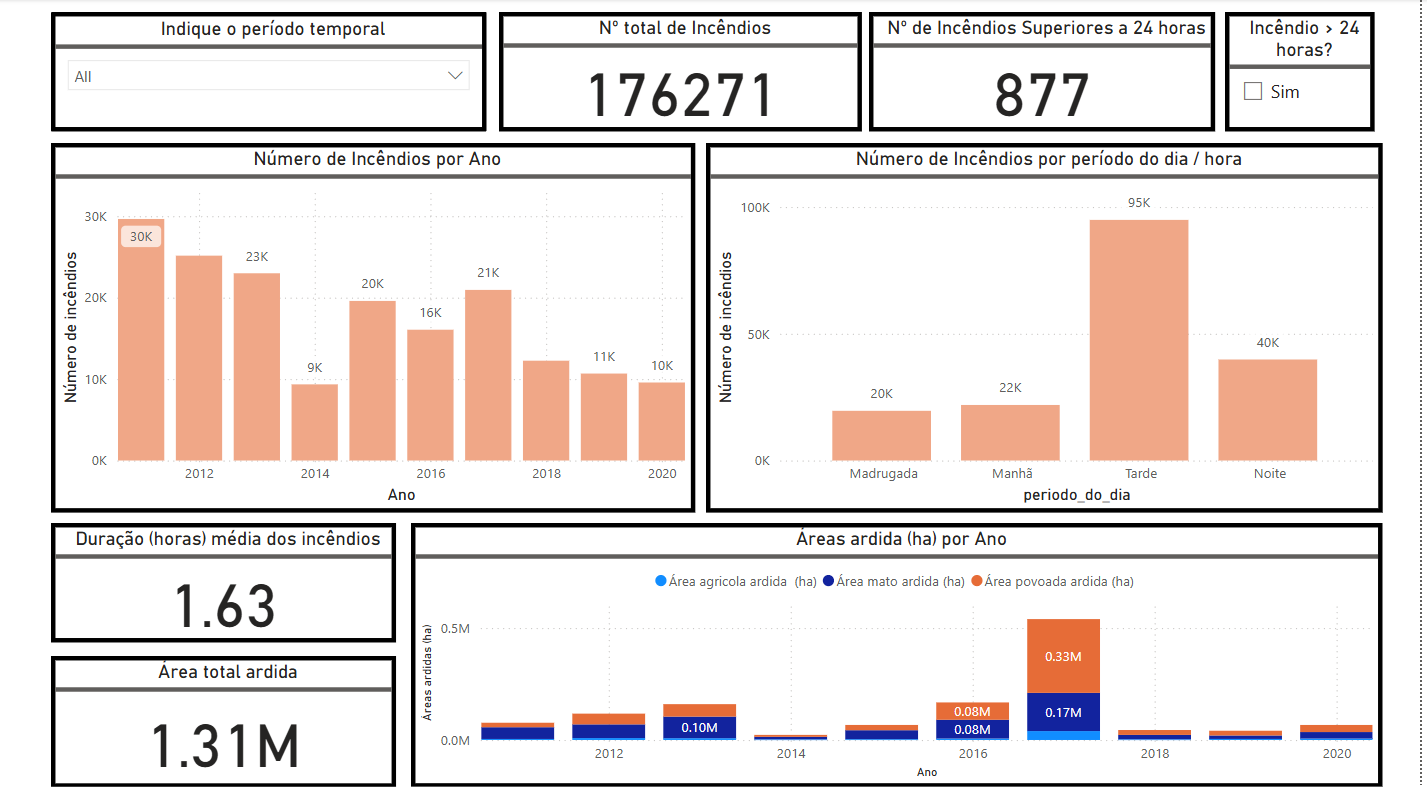 Indique o período temporal
All
Nº total de Incêndios
176271
Nº de Incêndios Superiores a 24 horas
877
Incêndio > 24
horas?
Sim
Número de Incêndios por Ano
Número de incêndios
30K
20K
10K
0K
30K
23K
9K
20K
16K
21K
11K
10K
2012
2014
2016
2018
2020
Ano
Número de Incêndios por período do dia / hora
Número de incêndios
100K
50K
0K
20K
22K
95K
40K
Madrugada
Manhã
Tarde
Noite
periodo_do_dia
Duração (horas) média dos incêndios
1.63
Área total ardida
1.31M
Áreas ardida (ha) por Ano
Área agricola ardida (ha)
Área mato ardida (ha)
Área povoada ardida (ha)
Áreas ardidas (ha)
0.5M
0.0M
0.10M
0.08M
0.08M
0.33M
0.17M
2012
2014
2016
2018
2020
Ano